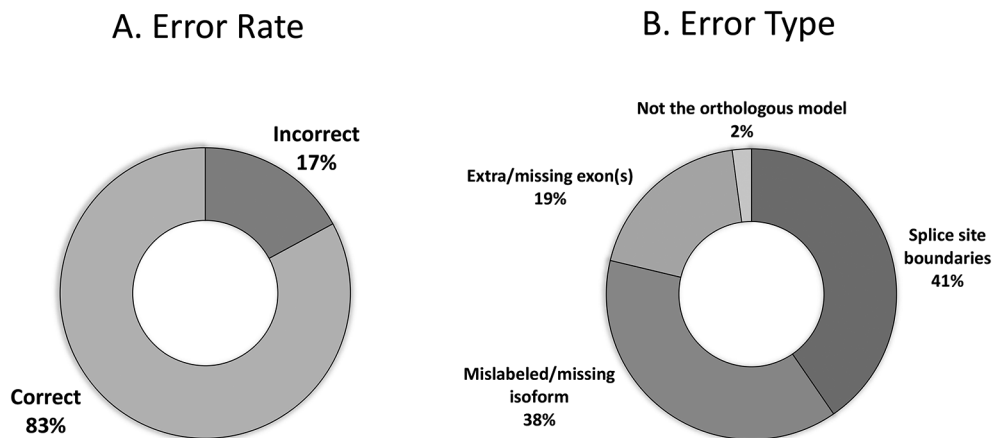 A. Error Rate
Incorrect
17%
Correct
83%
B. Error Type
Not the orthologous model
2%
Extra/missing exon(s)
19%
Splice site
boundaries
41%
Mislabeled/missing
isoform
38%